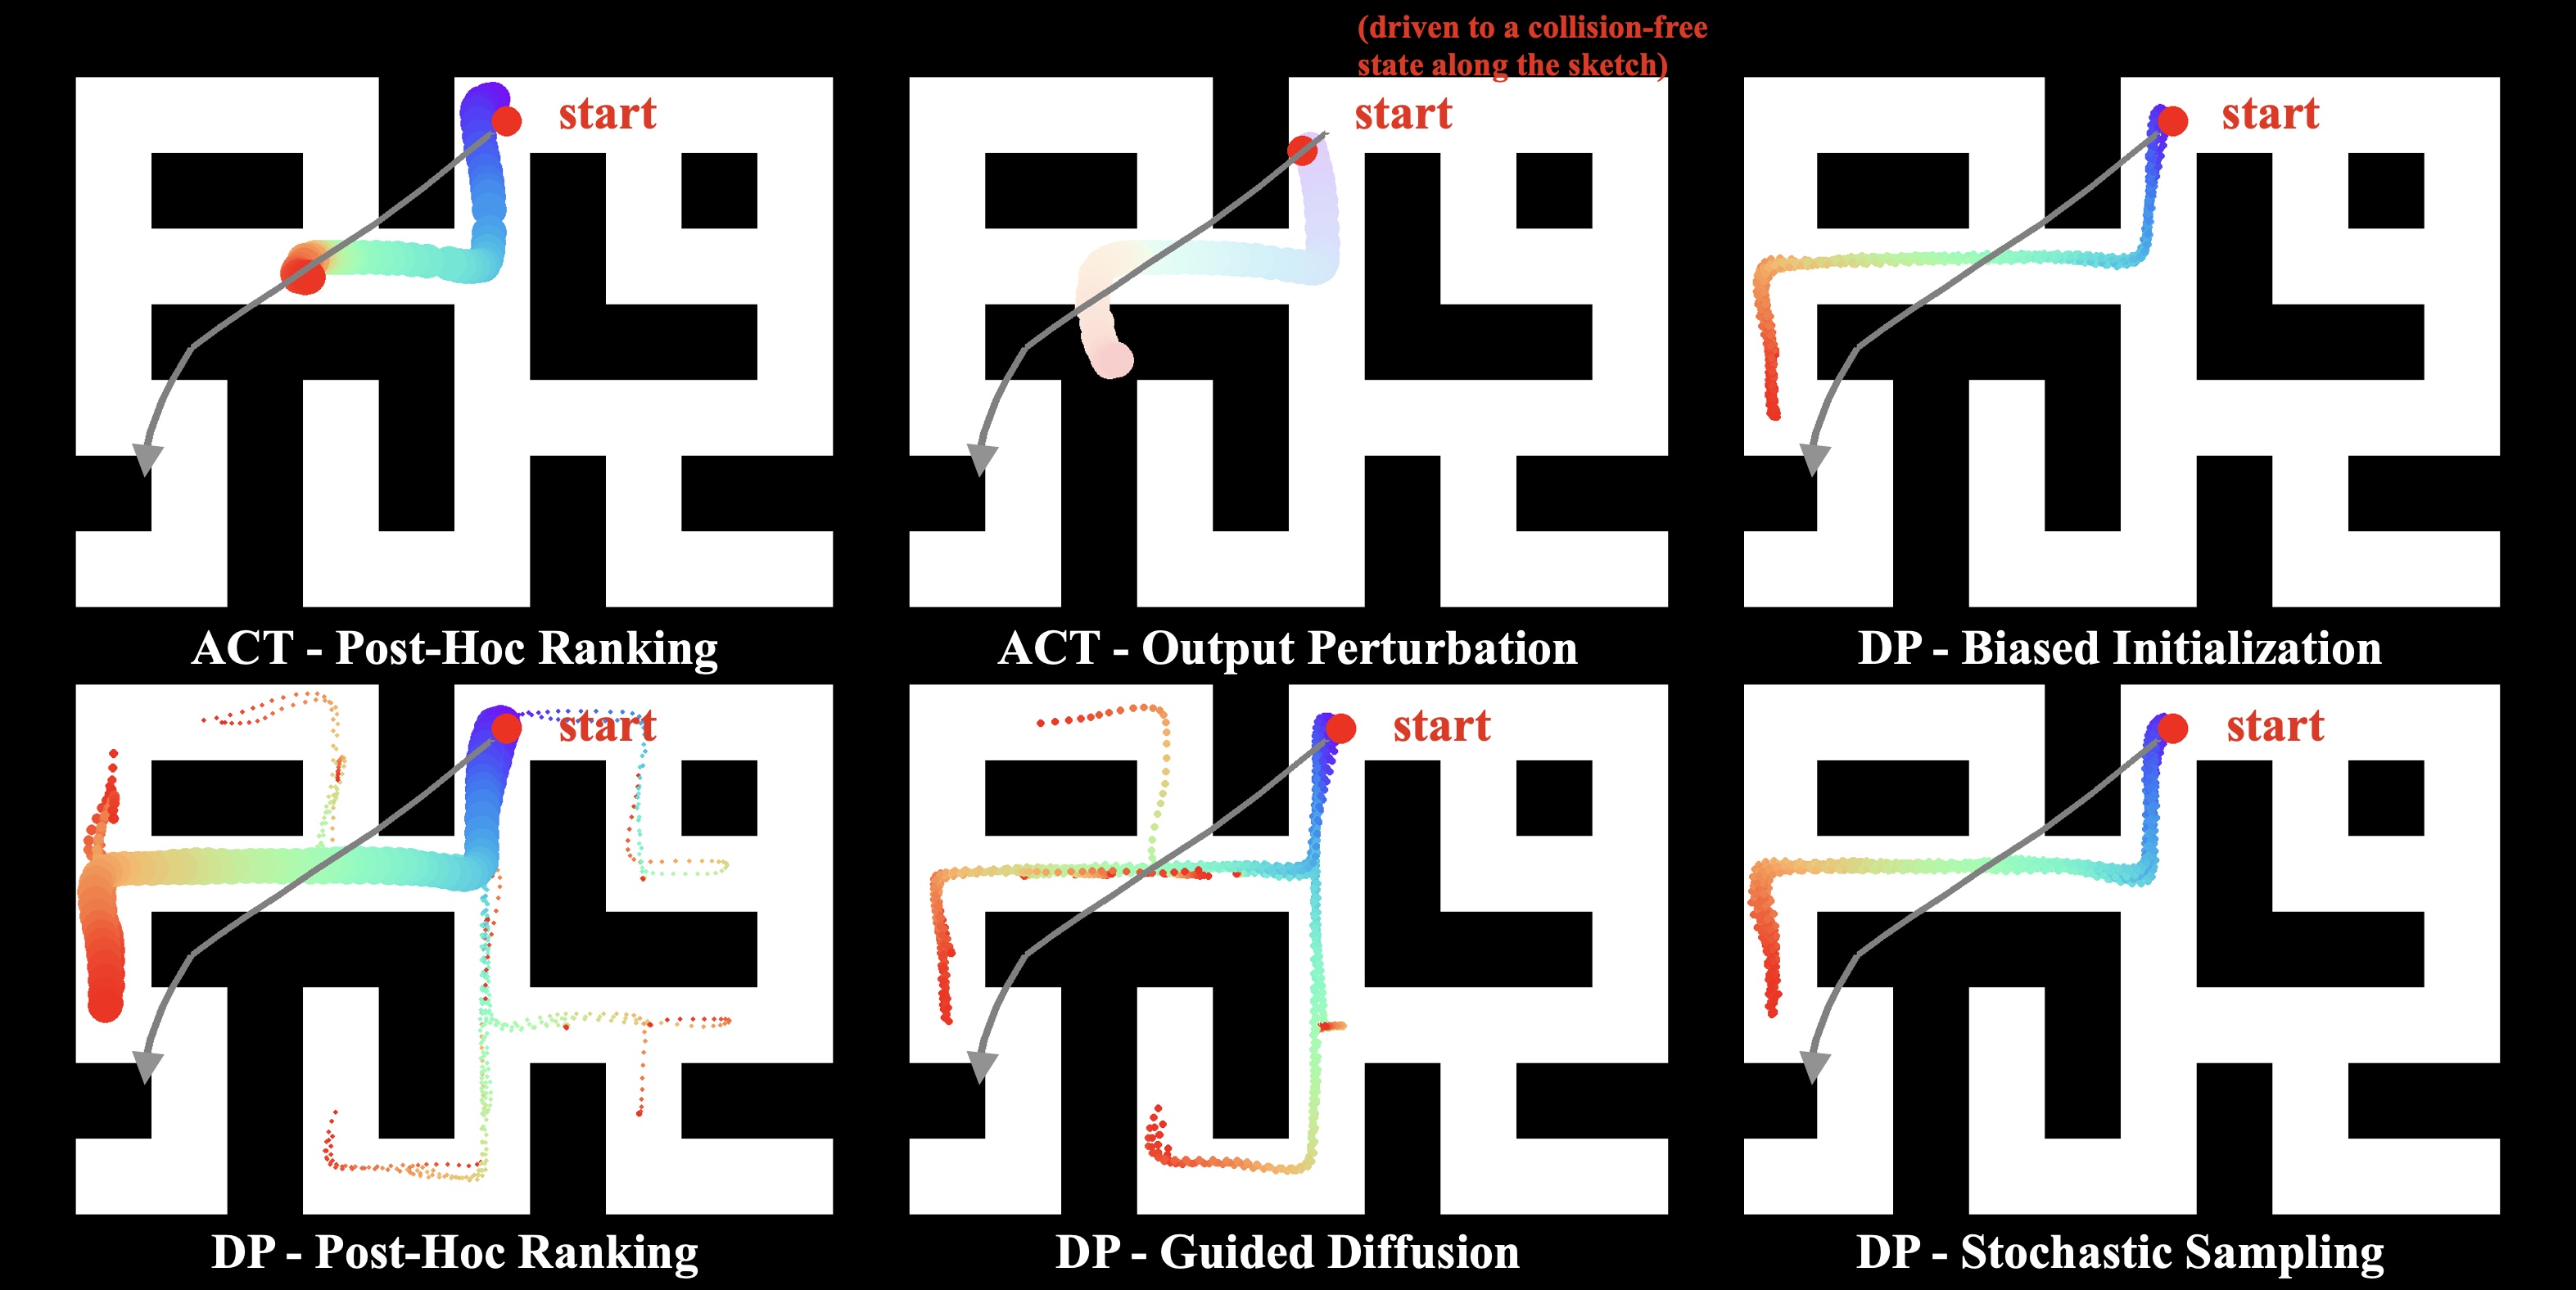 (driven to a collision-free
state along the sketch)
start
start
start
ACT - Post-Hoc Ranking
ACT - Output Perturbation
DP - Biased Initialization
start
start
start
DP - Post-Hoc Ranking
DP - Guided Diffusion
DP - Stochastic Sampling